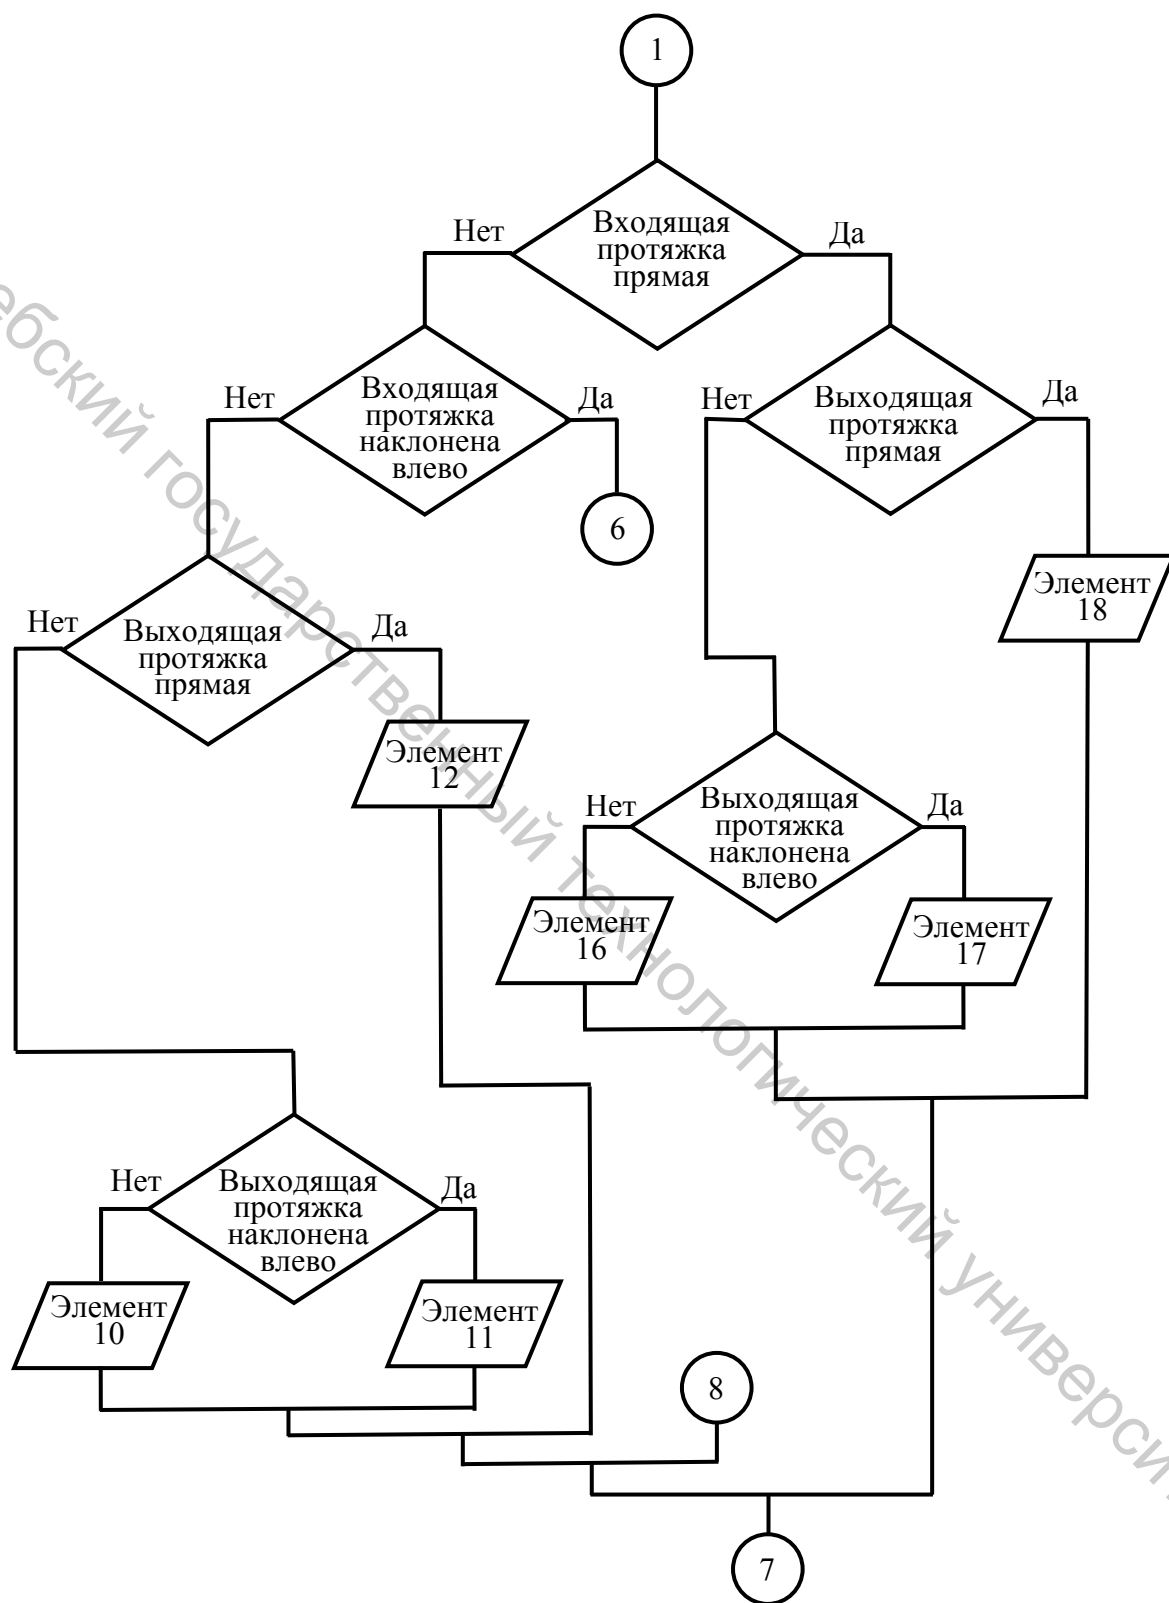 1
Нет
Входящая
протяжка
прямая
Да
Нет
Входящая
протяжка
наклонена
влево
Да
Нет
Выходящая
протяжка
прямая
Да
6
Элемент
18
Нет
Выходящая
протяжка
прямая
Да
Элемент
12
Нет
Выходящая
протяжка
наклонена
влево
Да
Элемент
16
Элемент
17
Нет
Выходящая
протяжка
наклонена
влево
Да
Элемент
10
Элемент
11
8
7
государственный технологический